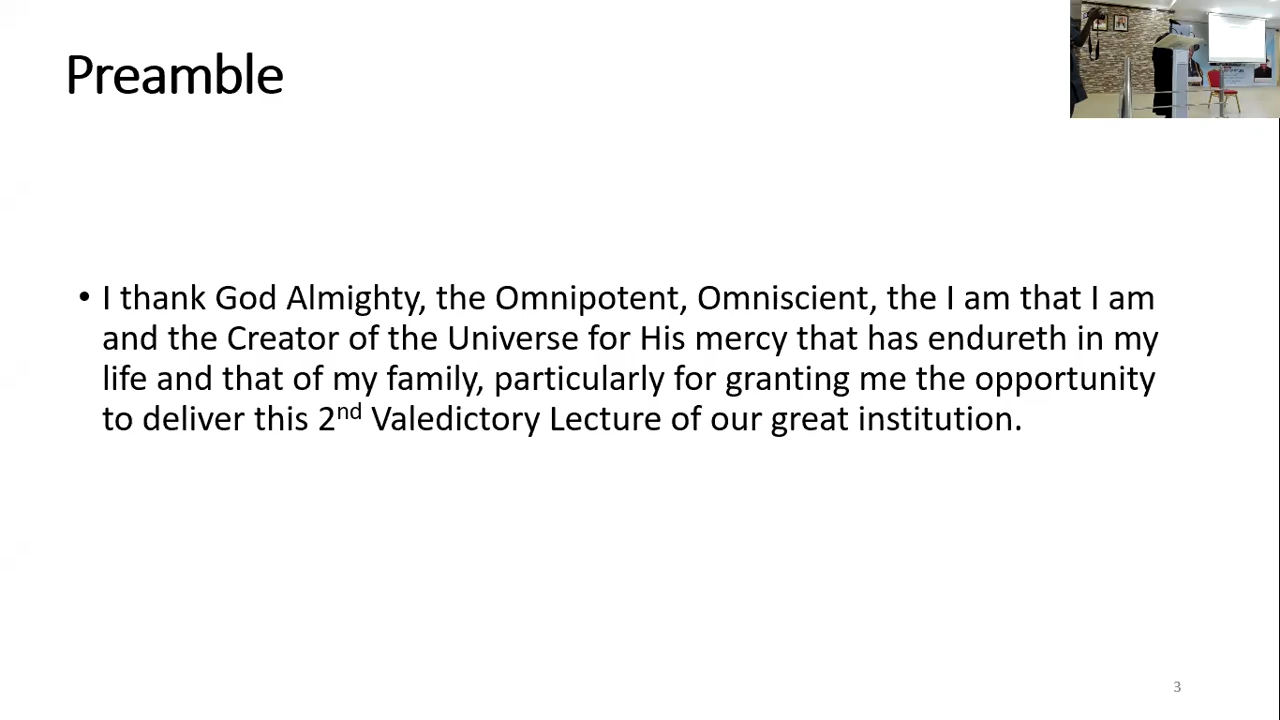 Preamble
• I thank God Almighty, the Omnipotent, Omniscient, the I am that I am
and the Creator of the Universe for His mercy that has endureth in my
life and that of my family, particularly for granting me the opportunity
to deliver this 2nd Valedictory Lecture of our great institution.
3